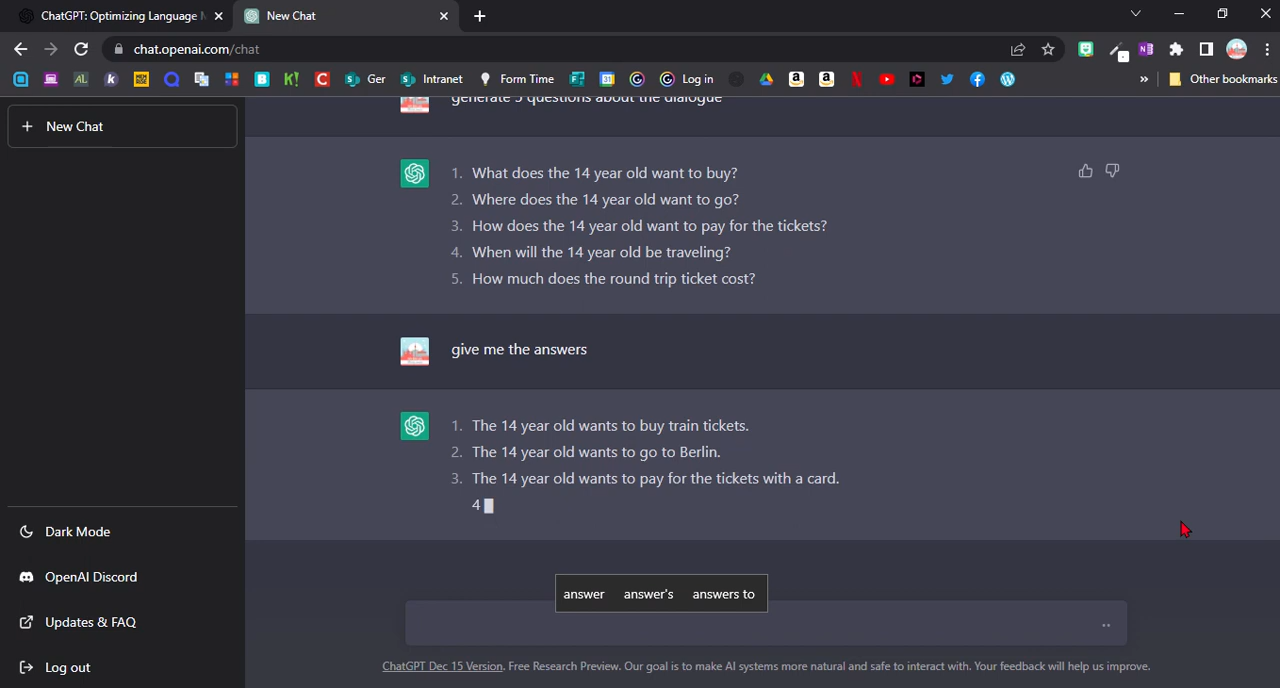 ChatGPT: Optimizing Language
New Chat
chat.openai.com/chat
Ger
Intranet
Form Time
Log in
Other bookmarks
New Chat
generate 5 questions about the dialogue
1. What does the 14 year old want to buy?
2. Where does the 14 year old want to go?
3. How does the 14 year old want to pay for the tickets?
4. When will the 14 year old be traveling?
5. How much does the round trip ticket cost?
give me the answers
1. The 14 year old wants to buy train tickets.
2. The 14 year old wants to go to Berlin.
3. The 14 year old wants to pay for the tickets with a card.
4
Dark Mode
OpenAI Discord
Updates & FAQ
Log out
answer answer's answers to
ChatGPT Dec 15 Version. Free Research Preview. Our goal is to make AI systems more natural and safe to interact with. Your feedback will help us improve.